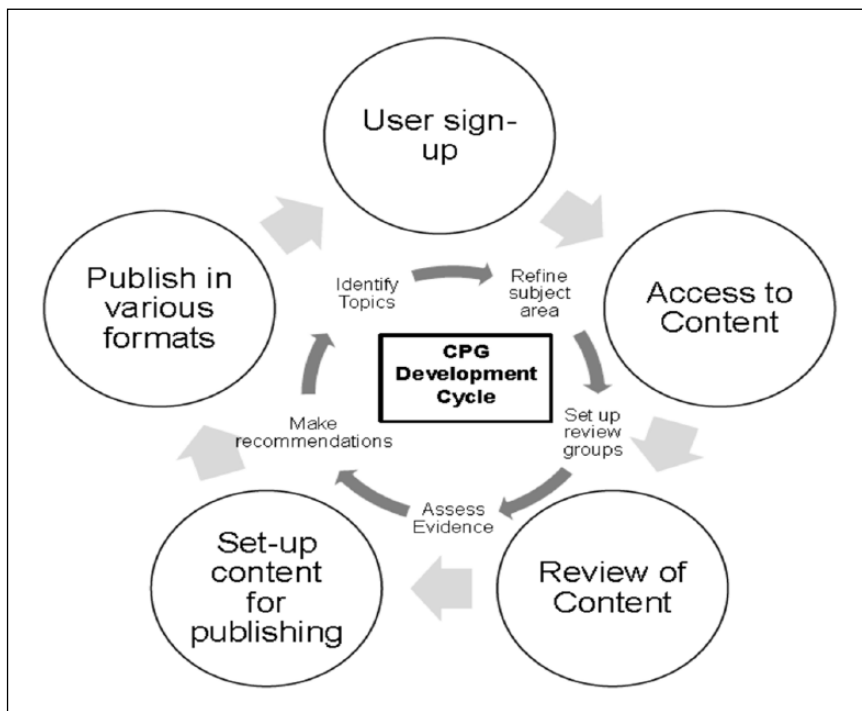 User sign-
up
Publish in
various
formats
Identify
Topics
Refine
subject
area
Access to
Content
CPG
Development
Cycle
Make
recommendations
Set up
review
groups
Assess
Evidence
Set-up
content
for
publishing
Review of
Content